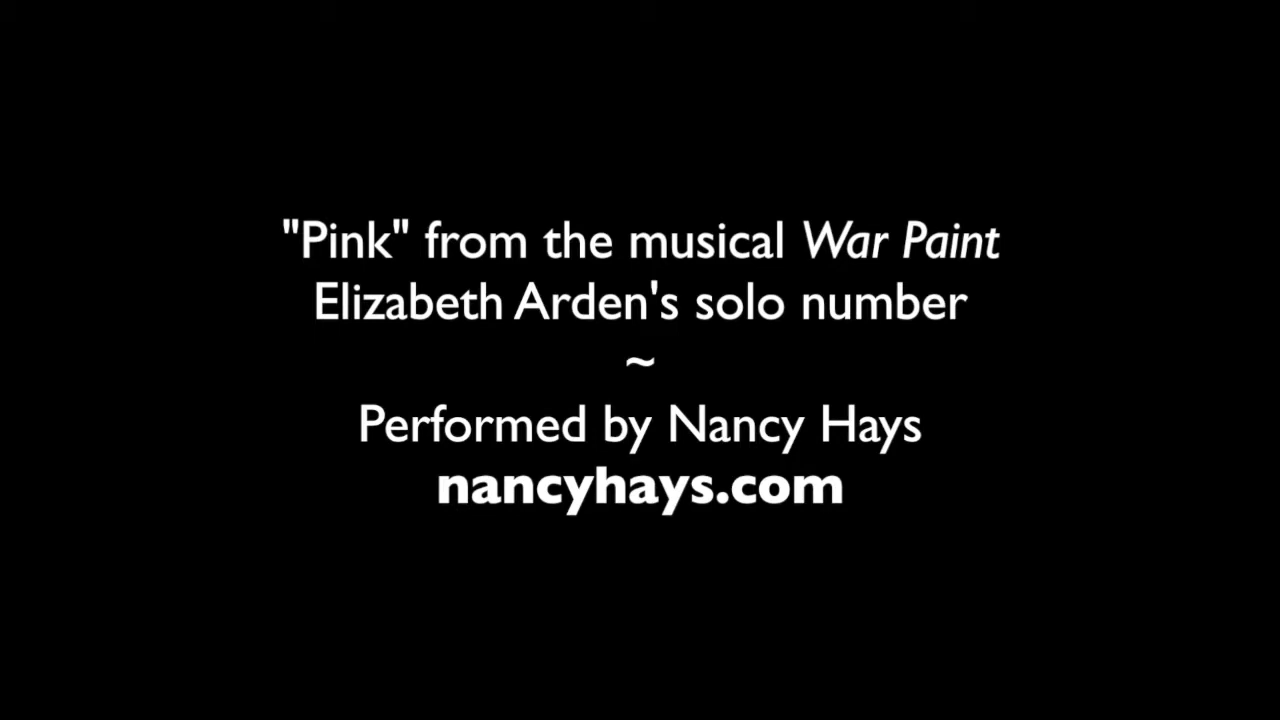 "Pink" from the musical War Paint
Elizabeth Arden's solo number
~
Performed by Nancy Hays
nancyhays.com